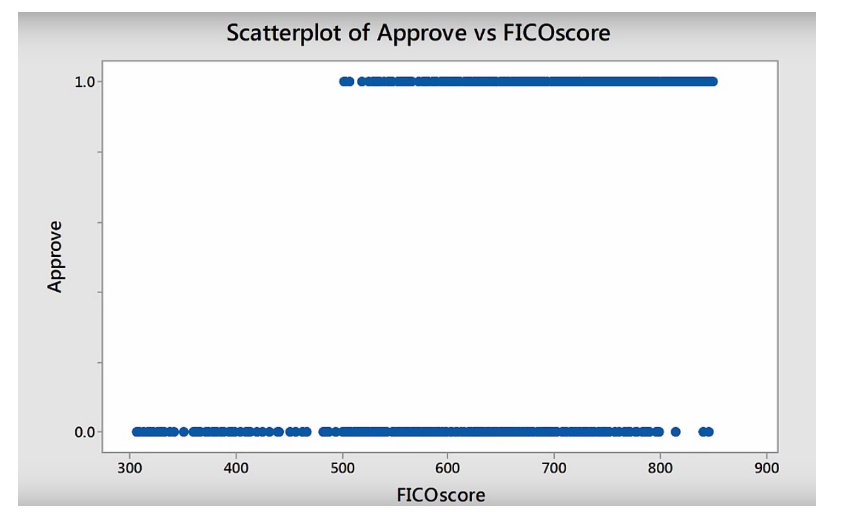 Scatterplot of Approve vs FICOscore
1.0
Approve
0.0
300 400 500 600 700 800 900
FICOscore